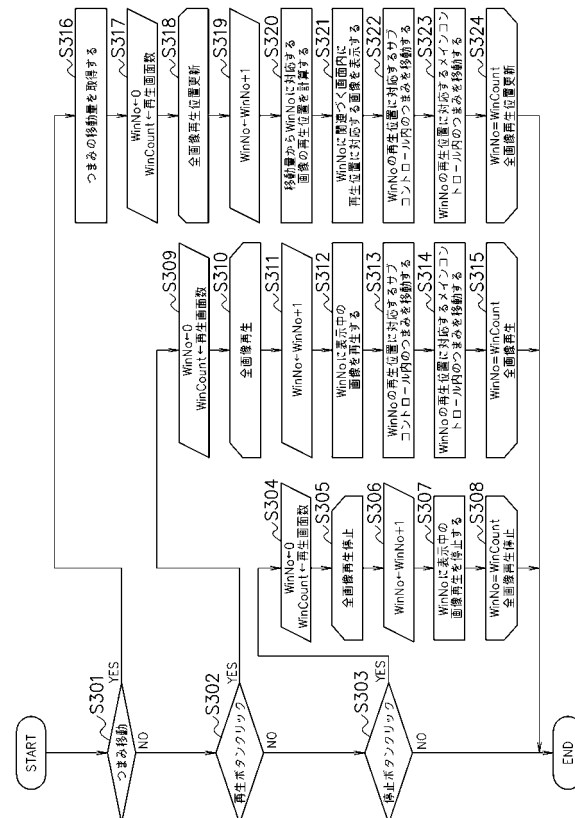 START
S301
つまみ移動
YES
NO
S302
再生ボタンクリック
YES
NO
S303
停止ボタンクリック
YES
NO
END
S304
WinNo←0
WinCount←再生画面数
S305
全画像再生停止
S306
WinNo←WinNo+1
S307
WinNoに表示中の
画像再生を停止する
S308
WinNo=WinCount
全画像再生停止
S309
WinNo←0
WinCount←再生画面数
S310
全画像再生
S311
WinNo←WinNo+1
S312
WinNoに表示中の
画像を再生する
S313
WinNoの再生位置に対応するサブ
コントロール内のつまみを移動する
S314
WinNoの再生位置に対応するメインコン
トロール内のつまみを移動する
S315
WinNo=WinCount
全画像再生
S316
つまみの移動量を取得する
S317
WinNo←0
WinCount←再生画面数
S318
全画像再生位置更新
S319
WinNo←WinNo+1
S320
移動量からWinNoに対応する
画像の再生位置を計算する
S321
WinNoに関連づく画面内に
再生位置に対応する画像を表示する
S322
WinNoの再生位置に対応するサブ
コントロール内のつまみを移動する
S323
WinNoの再生位置に対応するメインコン
トロール内のつまみを移動する
S324
WinNo=WinCount
全画像再生位置更新